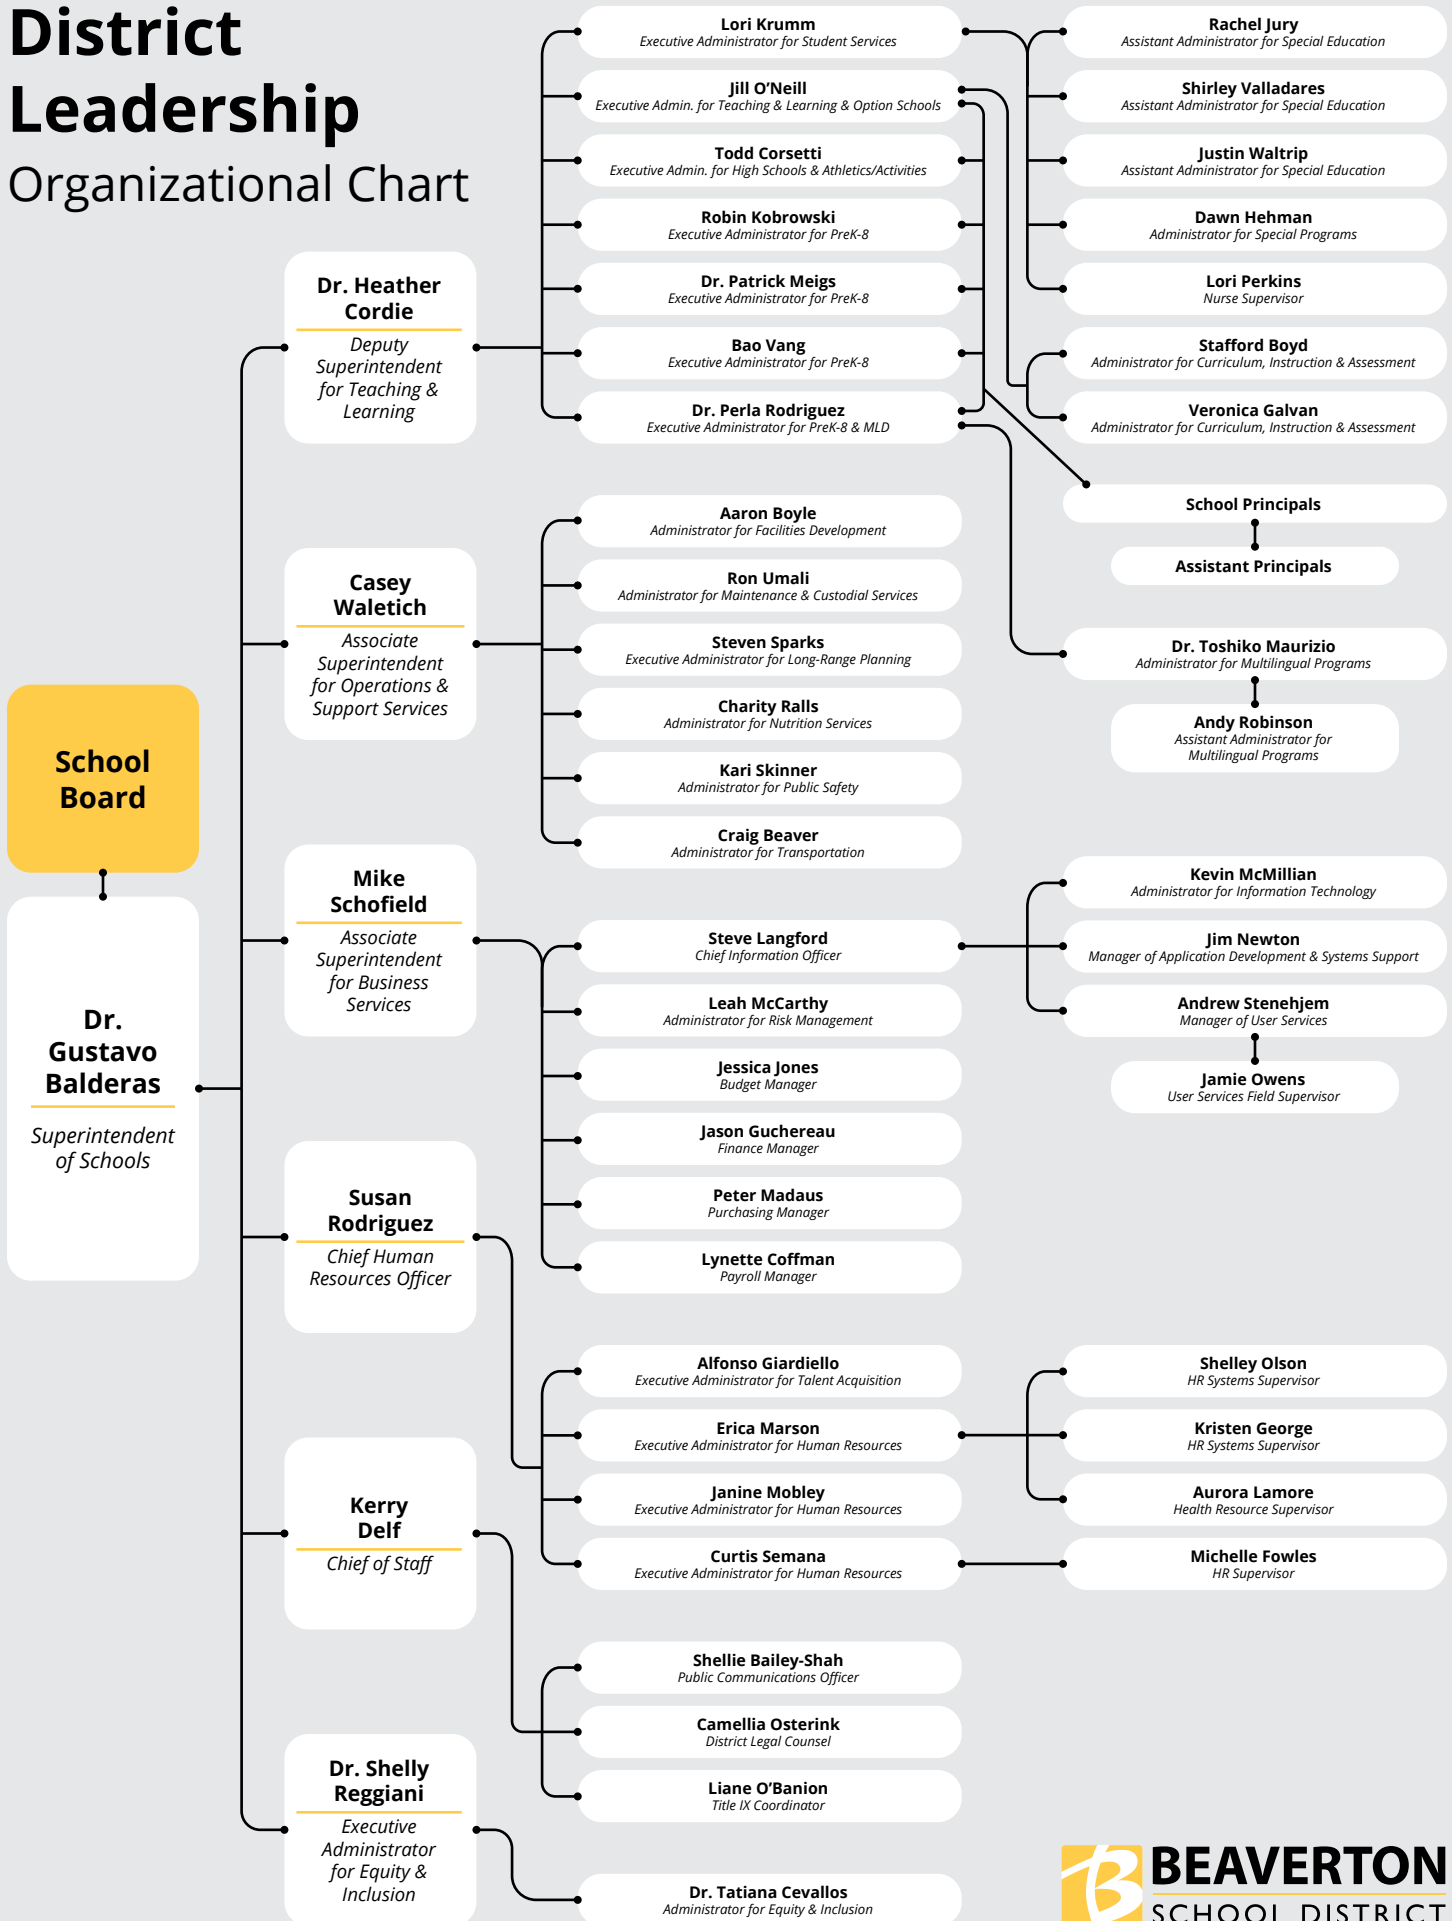 District
Leadership
Organizational Chart
School
Board
Dr.
Gustavo
Balderas
Superintendent
of Schools
Dr. Heather
Cordie
Deputy
Superintendent
for Teaching &
Learning
Lori Krumm
Executive Administrator for Student Services
Jill O’Neill
Executive Admin. for Teaching & Learning & Option Schools
Todd Corsetti
Executive Admin. for High Schools & Athletics/Activities
Robin Kobrowski
Executive Administrator for PreK-8
Dr. Patrick Meigs
Executive Administrator for PreK-8
Bao Vang
Executive Administrator for PreK-8
Dr. Perla Rodriguez
Executive Administrator for PreK-8 & MLD
Rachel Jury
Assistant Administrator for Special Education
Shirley Valladares
Assistant Administrator for Special Education
Justin Waltrip
Assistant Administrator for Special Education
Dawn Hehman
Administrator for Special Programs
Lori Perkins
Nurse Supervisor
Stafford Boyd
Administrator for Curriculum, Instruction & Assessment
Veronica Galvan
Administrator for Curriculum, Instruction & Assessment
School Principals
Assistant Principals
Dr. Toshiko Maurizio
Administrator for Multilingual Programs
Andy Robinson
Assistant Administrator for
Multilingual Programs
Casey
Waletich
Associate
Superintendent
for Operations &
Support Services
Aaron Boyle
Administrator for Facilities Development
Ron Umali
Administrator for Maintenance & Custodial Services
Steven Sparks
Executive Administrator for Long-Range Planning
Charity Ralls
Administrator for Nutrition Services
Kari Skinner
Administrator for Public Safety
Craig Beaver
Administrator for Transportation
Mike
Schofield
Associate
Superintendent
for Business
Services
Steve Langford
Chief Information Officer
Leah McCarthy
Administrator for Risk Management
Jessica Jones
Budget Manager
Jason Guchereau
Finance Manager
Peter Madaus
Purchasing Manager
Lynette Coffman
Payroll Manager
Kevin McMillian
Administrator for Information Technology
Jim Newton
Manager of Application Development & Systems Support
Andrew Stenehjem
Manager of User Services
Jamie Owens
User Services Field Supervisor
Susan
Rodriguez
Chief Human
Resources Officer
Alfonso Giardiello
Executive Administrator for Talent Acquisition
Erica Marson
Executive Administrator for Human Resources
Janine Mobley
Executive Administrator for Human Resources
Curtis Semana
Executive Administrator for Human Resources
Shelley Olson
HR Systems Supervisor
Kristen George
HR Systems Supervisor
Aurora Lamore
Health Resource Supervisor
Michelle Fowles
HR Supervisor
Kerry
Delf
Chief of Staff
Shellie Bailey-Shah
Public Communications Officer
Camellia Osterink
District Legal Counsel
Liane O’Banion
Title IX Coordinator
Dr. Shelly
Reggiani
Executive
Administrator
for Equity &
Inclusion
Dr. Tatiana Cevallos
Administrator for Equity & Inclusion
B
BEAVERTON
SCHOOL DISTRICT